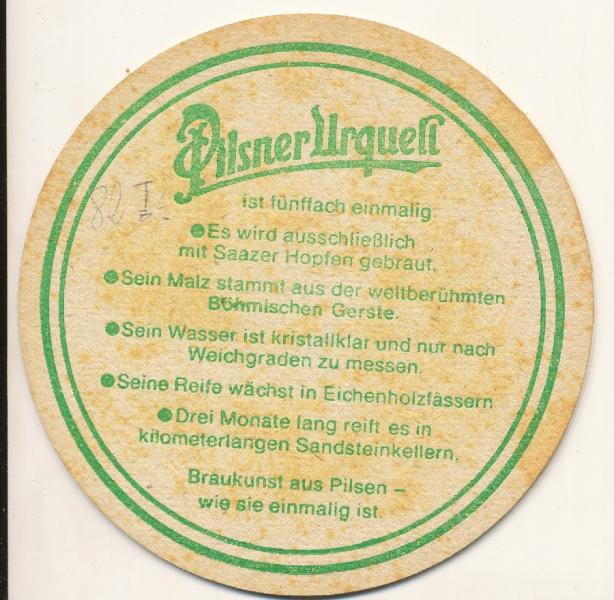 Pilsner Urquell
ist fünffach einmalig:
●Es wird ausschließlich
mit Saazer Hopfen gebraut.
●Sein Malz stammt aus der weltberühmten
Böhmischen Gerste.
●Sein Wasser ist kristallklar und nur nach
Weichgraden zu messen.
●Seine Reife wächst in Eichenholzfässern
●Drei Monate lang reift es in
kilometerlangen Sandsteinkellern.
Braukunst aus Pilsen –
wie sie einmalig ist.
82 I